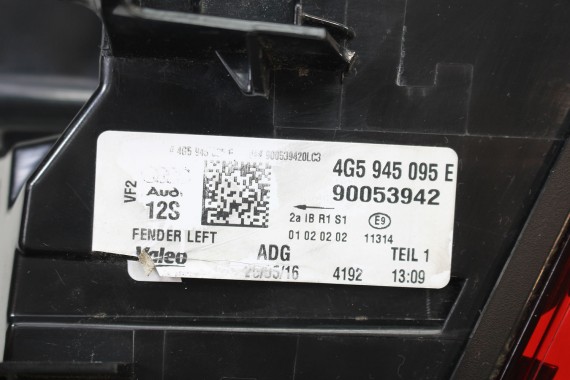 90053942OLC3
4G5 945 095 E
90053942
VF2
Audi
12S
2a IB R1 S1
E9
01 02 02 02
11314
FENDER LEFT
ADG
TEIL 1
Valeo
4192
13:09